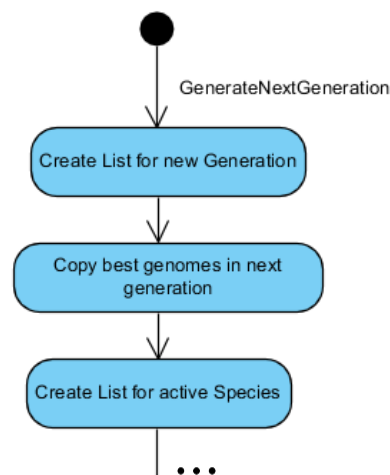 GenerateNextGeneration
Create List for new Generation
Copy best genomes in next
generation
Create List for active Species
...